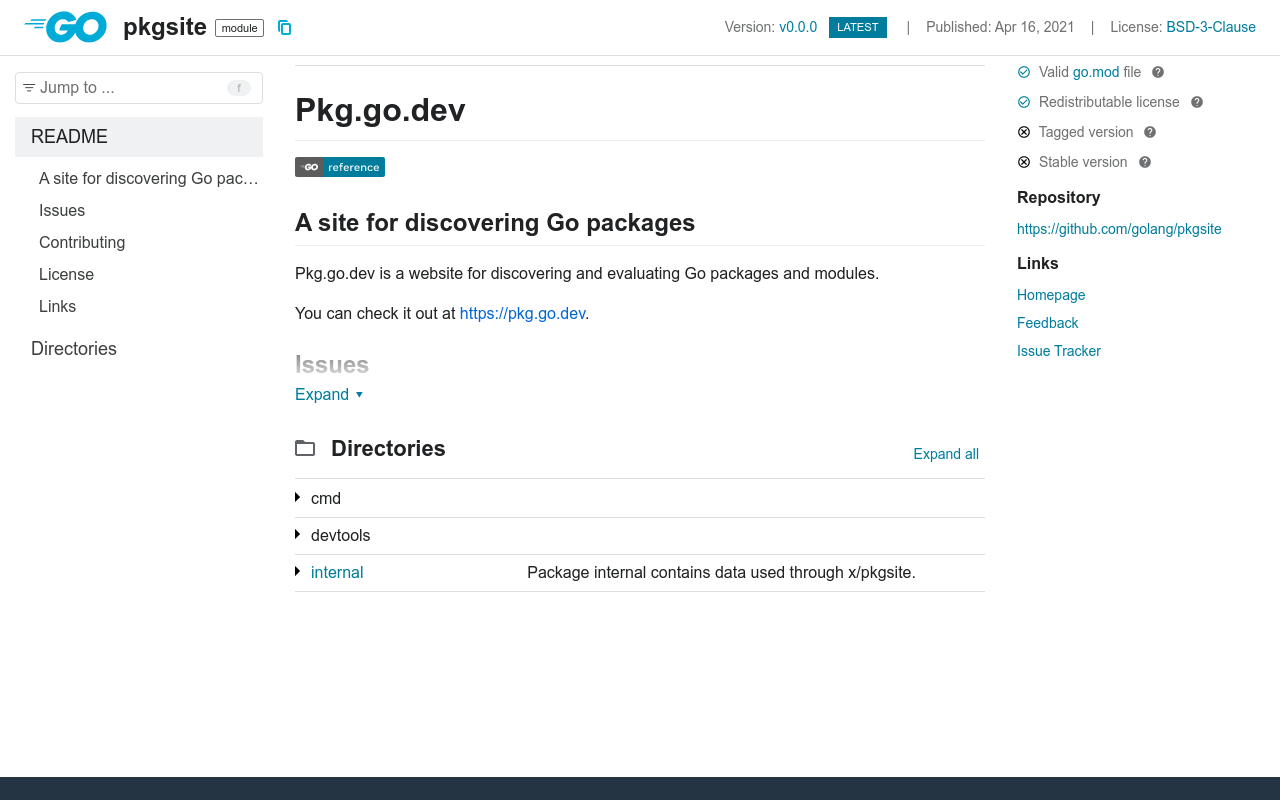 GO pkgsite module
Version: v0.0.0 LATEST | Published: Apr 16, 2021 | License: BSD-3-Clause
Jump to ... f
README
A site for discovering Go pac…
Issues
Contributing
License
Links
Directories
Pkg.go.dev
GO reference
A site for discovering Go packages
Pkg.go.dev is a website for discovering and evaluating Go packages and modules.
You can check it out at https://pkg.go.dev.
Issues
Expand
Directories
Expand all
cmd
devtools
internal Package internal contains data used through x/pkgsite.
Valid go.mod file ?
Redistributable license ?
Tagged version ?
Stable version ?
Repository
https://github.com/golang/pkgsite
Links
Homepage
Feedback
Issue Tracker